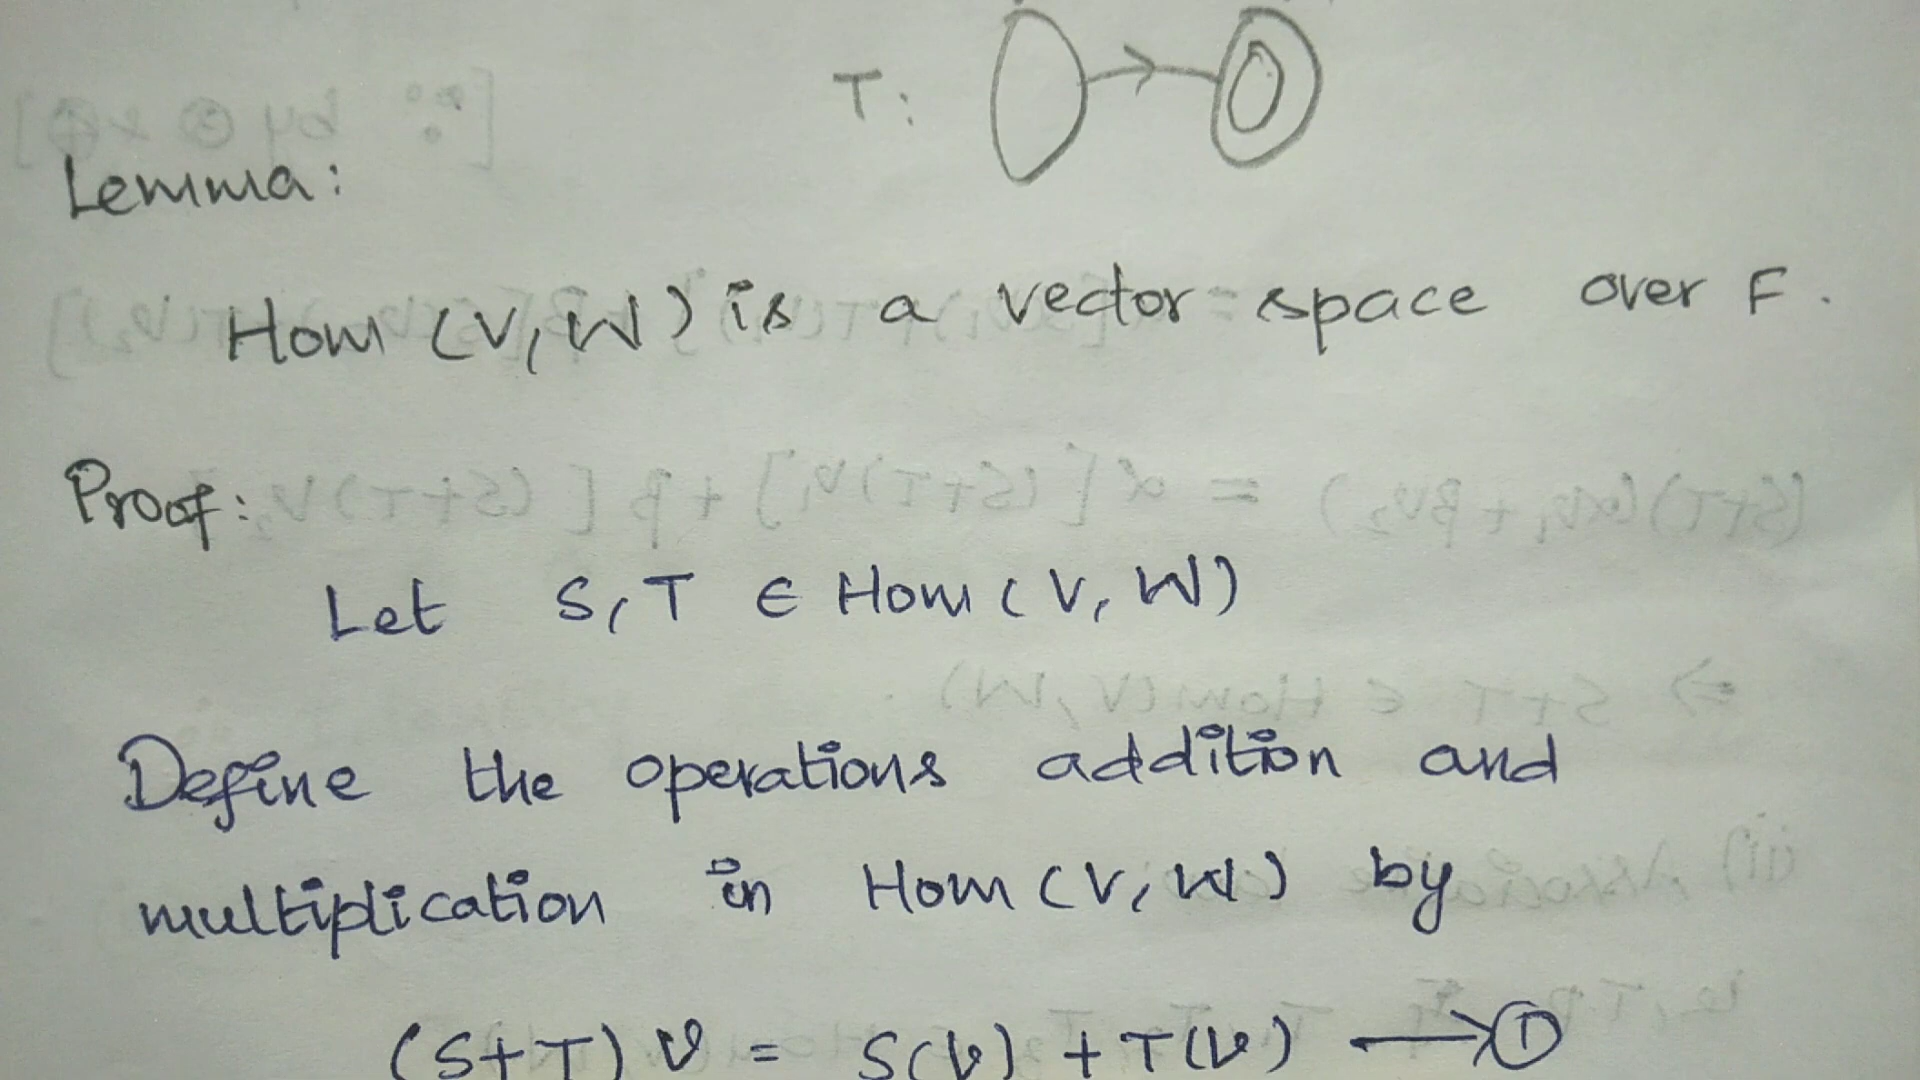 T:
Lemma:
Hom (V, W) is a vector space over F.
Proof:
Let S, T ∈ Hom (V, W)
Define the operations addition and
multiplication in Hom (V, W) by
(S+T) v = S(v) + T(v) → ①